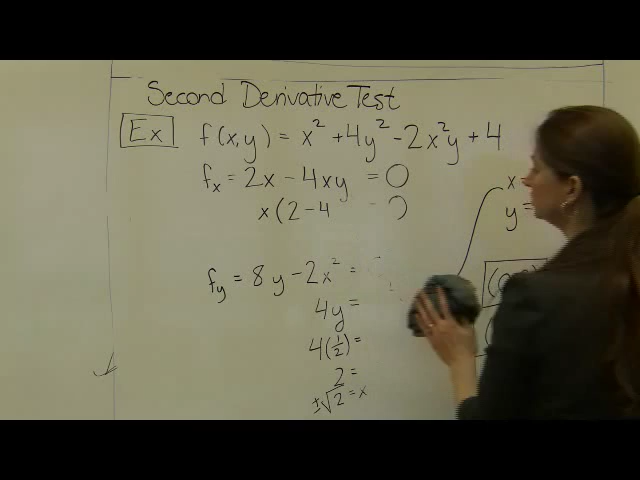 Second Derivative Test
Ex f(x,y) = x² + 4y² - 2x²y + 4
fₓ = 2x - 4xy = 0
x(2 - 4
f_y = 8y - 2x² =
4y =
4(1/2) =
2 =
±√2 = x
x
y =